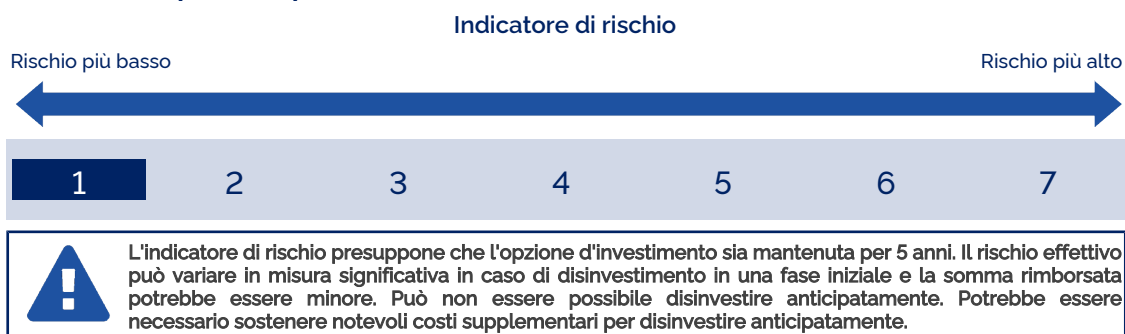 Indicatore di rischio
Rischio più basso
Rischio più alto
1 2 3 4 5 6 7
L'indicatore di rischio presuppone che l'opzione d'investimento sia mantenuta per 5 anni. Il rischio effettivo
può variare in misura significativa in caso di disinvestimento in una fase iniziale e la somma rimborsata
potrebbe essere minore. Può non essere possibile disinvestire anticipatamente. Potrebbe essere
necessario sostenere notevoli costi supplementari per disinvestire anticipatamente.